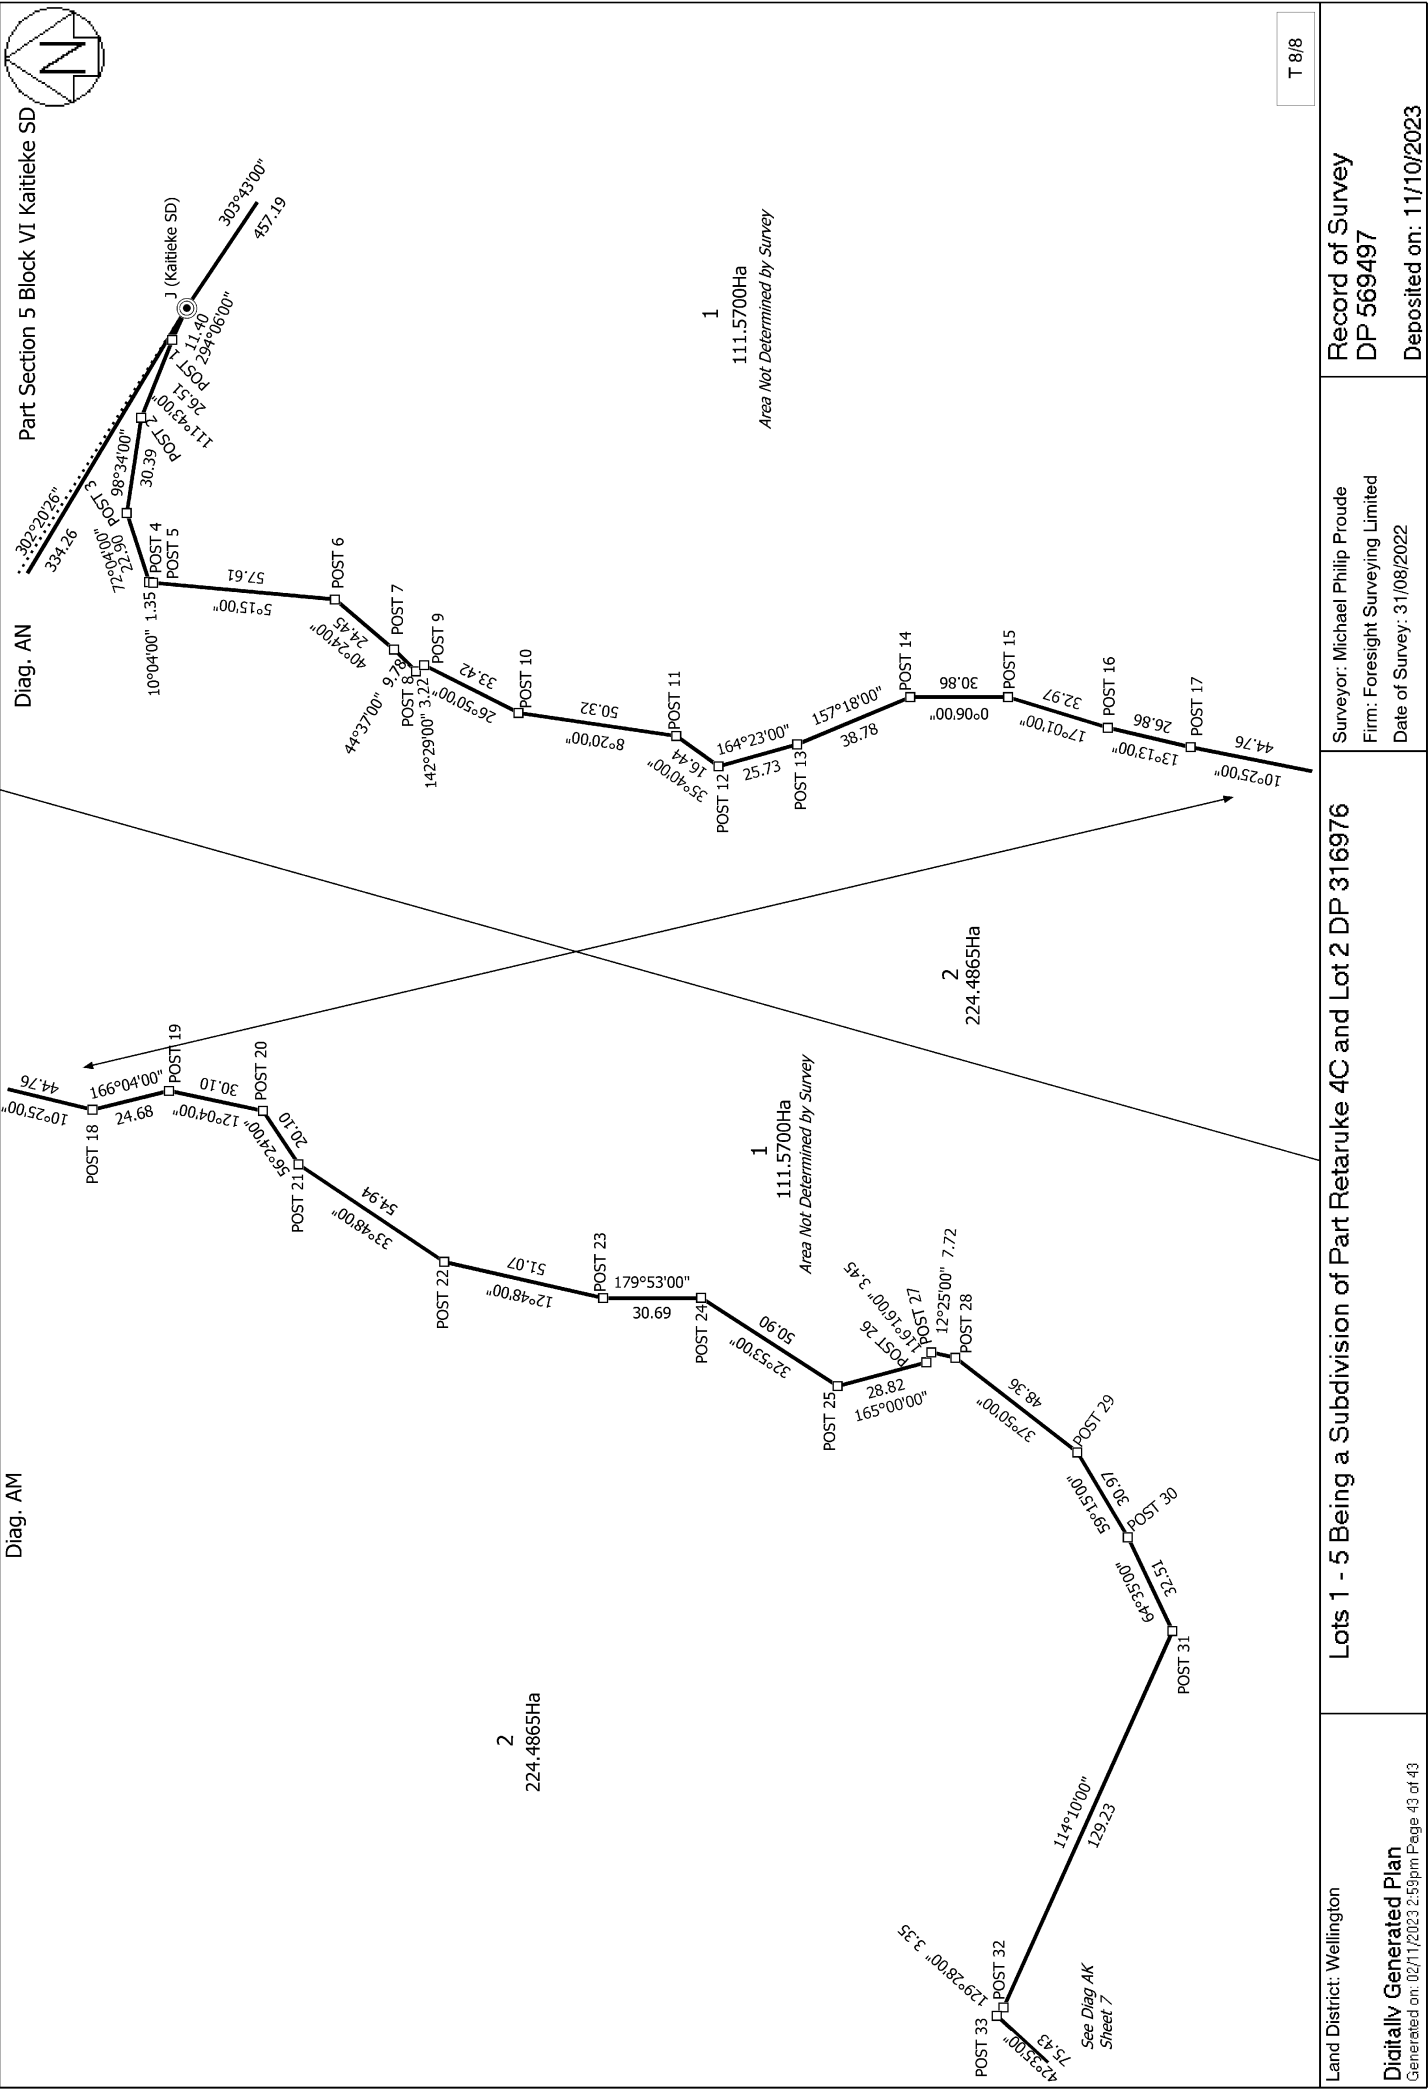 Diag. AM
Diag. AN
Part Section 5 Block VI Kaitieke SD
N
302°20'26"
334.26
303°43'00"
457.19
J (Kaitieke SD)
11.40
294°06'00"
POST 1
26.51
111°43'00"
POST 2
98°34'00"
30.39
POST 3
72°04'00"
22.90
POST 4
POST 5
10°04'00" 1.35
57.61
5°15'00"
POST 6
24.45
40°24'00"
POST 7
44°37'00" 9.78
POST 8
142°29'00" 3.22
POST 9
33.42
26°50'00"
POST 10
50.32
8°20'00"
POST 11
16.44
35°40'00"
POST 12
164°23'00"
25.73
POST 13
157°18'00"
38.78
POST 14
30.86
0°06'00"
POST 15
32.97
17°01'00"
POST 16
26.86
13°13'00"
POST 17
44.76
10°25'00"
1
111.5700Ha
Area Not Determined by Survey
2
224.4865Ha
44.76
10°25'00"
POST 18
166°04'00"
24.68
POST 19
30.10
12°04'00"
POST 20
20.10
56°24'00"
POST 21
54.94
33°48'00"
POST 22
51.07
12°48'00"
POST 23
179°53'00"
30.69
POST 24
50.90
32°53'00"
POST 25
28.82
165°00'00"
POST 26
116°16'00" 3.45
POST 27
12°25'00" 7.72
POST 28
48.36
37°50'00"
POST 29
30.97
59°15'00"
POST 30
32.51
64°35'00"
POST 31
114°10'00"
129.23
POST 32
129°28'00" 3.35
POST 33
42°35'00"
75.43
See Diag AK
Sheet 7
1
111.5700Ha
Area Not Determined by Survey
2
224.4865Ha
T 8/8
Land District: Wellington
Digitally Generated Plan
Generated on: 02/11/2023 2:59pm Page 43 of 43
Lots 1 - 5 Being a Subdivision of Part Retaruke 4C and Lot 2 DP 316976
Surveyor: Michael Philip Proude
Firm: Foresight Surveying Limited
Date of Survey: 31/08/2022
Record of Survey
DP 569497
Deposited on: 11/10/2023